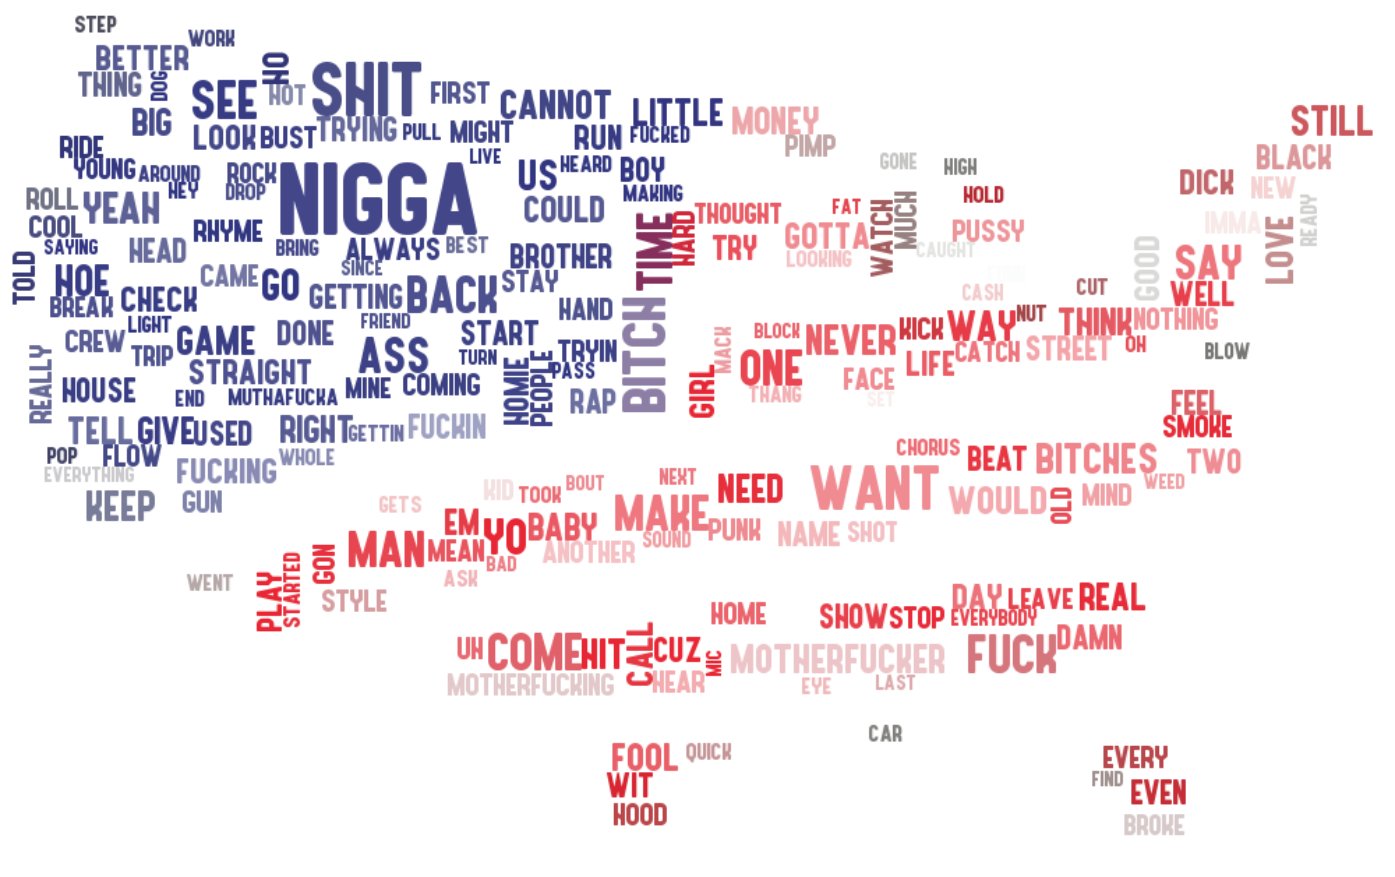 STEP
WORK
BETTER
NO
THING
DOG
SEE
HOT
SHIT
FIRST
CANNOT
LITTLE
MONEY
STILL
BIG
LOOK
BUST
TRYING
PULL
MIGHT
RUN
FUCKED
PIMP
RIDE
YOUNG
AROUND
ROCK
LIVE
US
HEARD
BOY
GONE
HIGH
BLACK
HEY
DROP
NIGGA
MAKING
HOLD
DICK
NEW
ROLL
YEAH
COULD
TIME
HARD
THOUGHT
FAT
WATCH
MUCH
IMMA
READY
COOL
RHYME
PUSSY
LOVE
SAYING
HEAD
BRING
ALWAYS
BEST
BROTHER
TRY
GOTTA
LOOKING
CAUGHT
GOOD
SAY
TOLD
HOE
CAME
GO
SINCE
STAY
CASH
CUT
WELL
BREAK
CHECK
GETTING
BACK
HAND
BITCH
NUT
LIGHT
FRIEND
START
BLOCK
NEVER
KICK
WAY
THINK
NOTHING
CREW
TRIP
GAME
DONE
ASS
TURN
TRYIN
MACK
LIFE
CATCH
STREET
OH
BLOW
REALLY
STRAIGHT
HOMIE
PEOPLE
PASS
GIRL
ONE
FACE
HOUSE
END
MUTHAFUCKA
MINE
COMING
RAP
THANG
SET
FEEL
TELL
GIVE
USED
RIGHT
GETTIN
FUCKIN
SMOKE
POP
FLOW
WHOLE
CHORUS
BEAT
BITCHES
TWO
EVERYTHING
FUCKING
KEEP
GUN
GETS
KID
TOOK
BOUT
NEXT
NEED
WANT
WOULD
OLD
MIND
WEED
EM
YO
BABY
MAKE
PUNK
NAME
SHOT
MAN
MEAN
BAD
ANOTHER
SOUND
WENT
PLAY
STARTED
GON
STYLE
ASK
HOME
SHOW
STOP
DAY
LEAVE
REAL
EVERYBODY
UH
COME
HIT
CALL
CUZ
MIC
MOTHERFUCKER
FUCK
DAMN
MOTHERFUCKING
HEAR
EYE
LAST
CAR
FOOL
QUICK
WIT
HOOD
EVERY
FIND
EVEN
BROKE